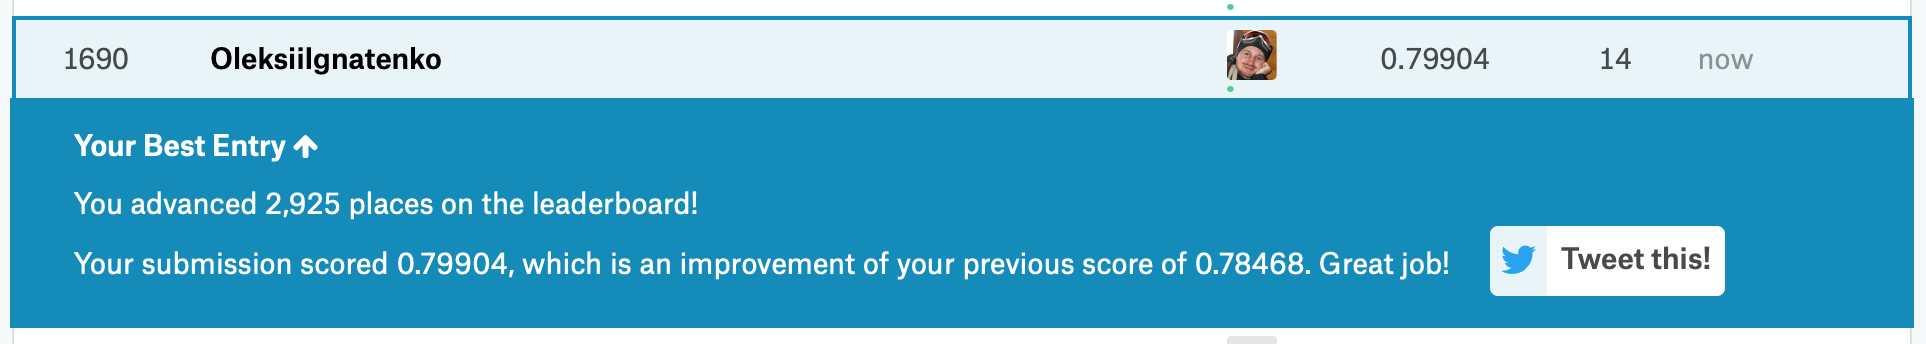 1690 OleksiiIgnatenko 0.79904 14 now
Your Best Entry
You advanced 2,925 places on the leaderboard!
Your submission scored 0.79904, which is an improvement of your previous score of 0.78468. Great job!
Tweet this!